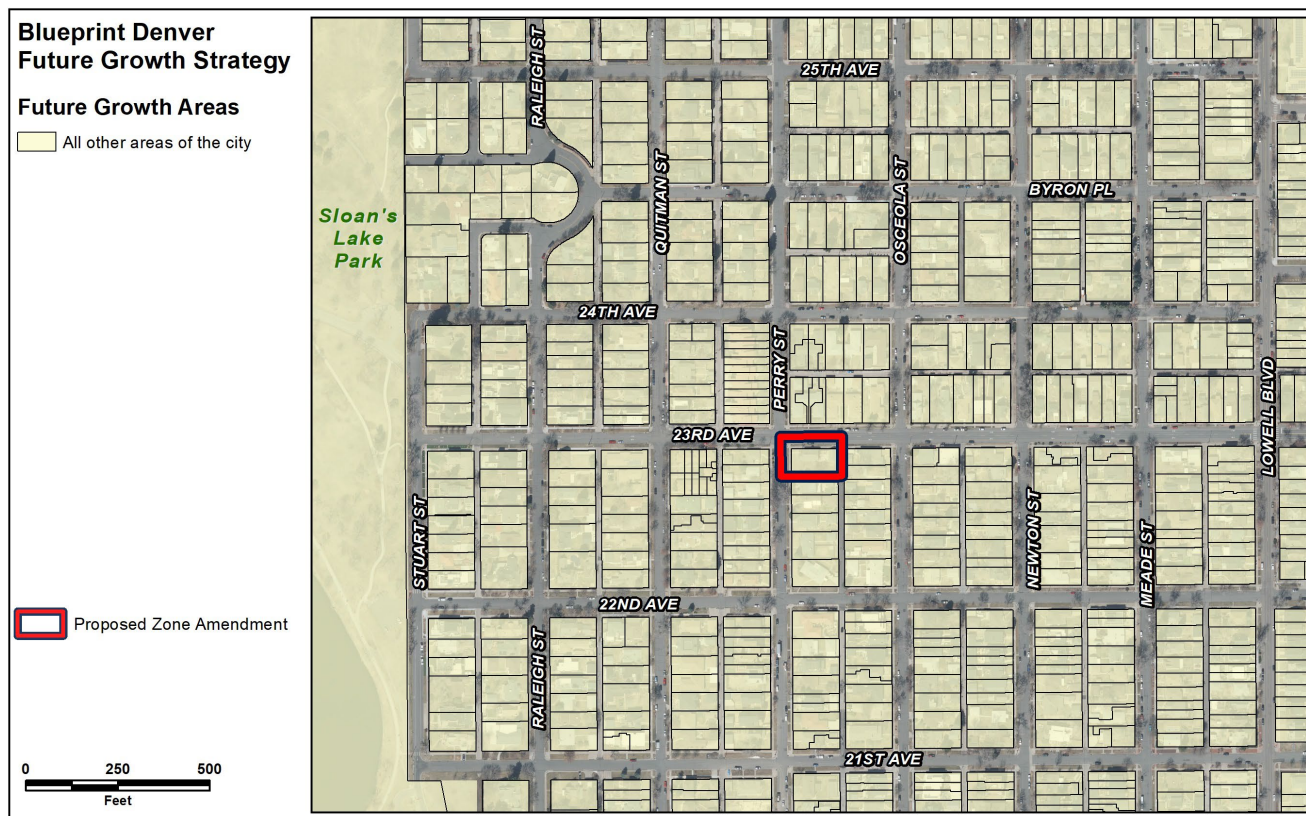 Blueprint Denver
Future Growth Strategy
Future Growth Areas
All other areas of the city
Proposed Zone Amendment
0 250 500
Feet
Sloan's
Lake
Park
RALEIGH ST
25TH AVE
QUITMAN ST
OSCEOLA ST
BYRON PL
24TH AVE
PERRY ST
LOWELL BLVD
23RD AVE
STUART ST
NEWTON ST
MEADE ST
22ND AVE
RALEIGH ST
21ST AVE